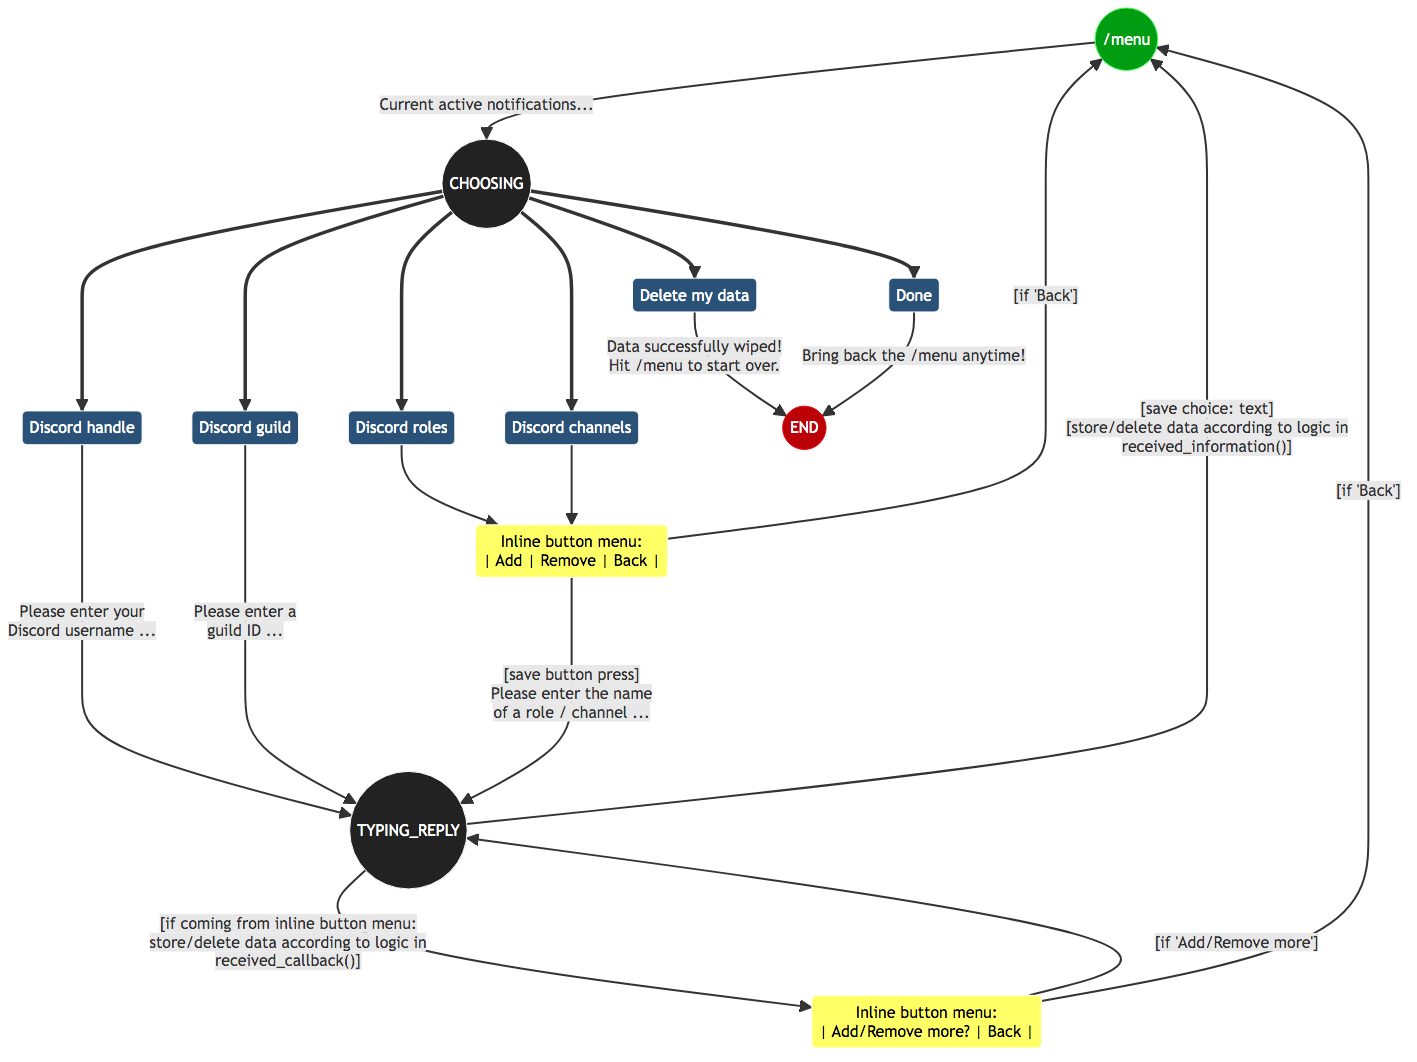 /menu
Current active notifications...
CHOOSING
Delete my data
Done
[if 'Back']
Data successfully wiped!
Hit /menu to start over.
Bring back the /menu anytime!
Discord handle
Discord guild
Discord roles
Discord channels
END
[save choice: text]
[store/delete data according to logic in
received_information()]
[if 'Back']
Inline button menu:
| Add | Remove | Back |
Please enter your
Discord username ...
Please enter a
guild ID ...
[save button press]
Please enter the name
of a role / channel ...
TYPING_REPLY
[if coming from inline button menu:
store/delete data according to logic in
received_callback()]
[if 'Add/Remove more']
Inline button menu:
| Add/Remove more? | Back |